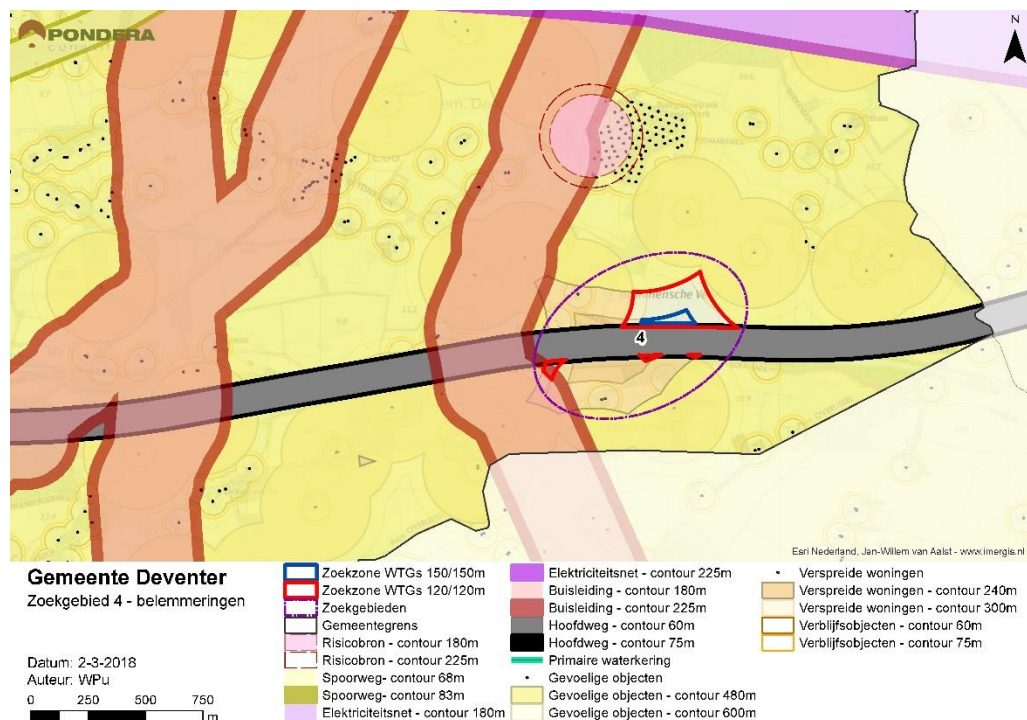 PONDERA
N
4
Esri Nederland, Jan-Willem van Aalst - www.imergis.nl
Gemeente Deventer
Zoekgebied 4 - belemmeringen
Datum: 2-3-2018
Auteur: WPu
0 250 500 750
m
Zoekzone WTGs 150/150m
Zoekzone WTGs 120/120m
Zoekgebieden
Gemeentegrens
Risicobron - contour 180m
Risicobron - contour 225m
Spoorweg- contour 68m
Spoorweg- contour 83m
Elektriciteitsnet - contour 180m
Elektriciteitsnet - contour 225m
Buisleiding - contour 180m
Buisleiding - contour 225m
Hoofdweg - contour 60m
Hoofdweg - contour 75m
Primaire waterkering
Gevoelige objecten
Gevoelige objecten - contour 480m
Gevoelige objecten - contour 600m
Verspreide woningen
Verspreide woningen - contour 240m
Verspreide woningen - contour 300m
Verblijfsobjecten - contour 60m
Verblijfsobjecten - contour 75m